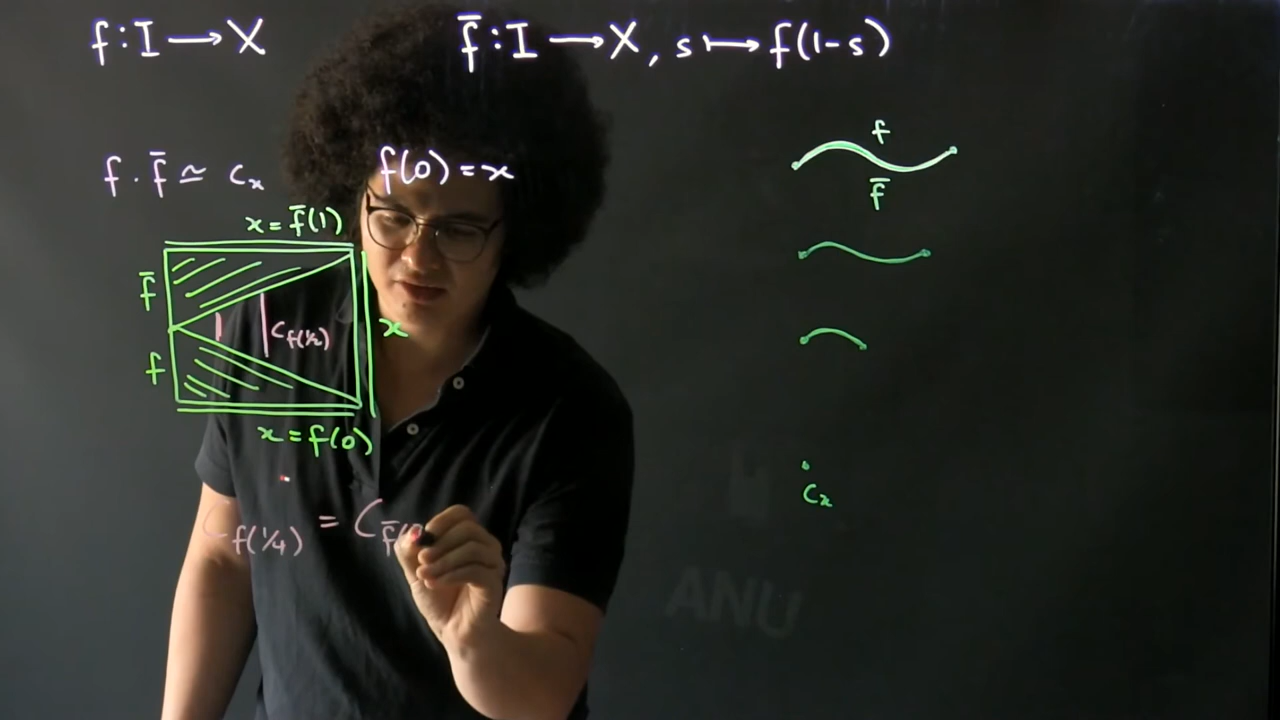 f : I → X
f̄ : I → X, s ↦ f(1-s)
f · f̄ ≃ cₓ
f(0) = x
f
f̄
x = f̄(1)
f̄
f
C_f(½)
x
x = f(0)
cₓ
C_f(¼) = C_f̄(
ANU